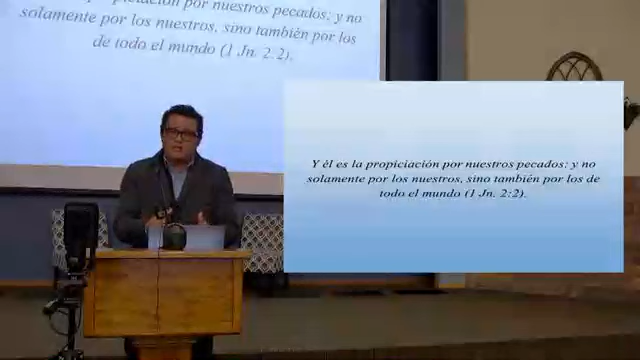 propiciación por nuestros pecados; y no
solamente por los nuestros, sino también por los
de todo el mundo (1 Jn. 2:2).
Y él es la propiciación por nuestros pecados; y no
solamente por los nuestros, sino también por los de
todo el mundo (1 Jn. 2:2).